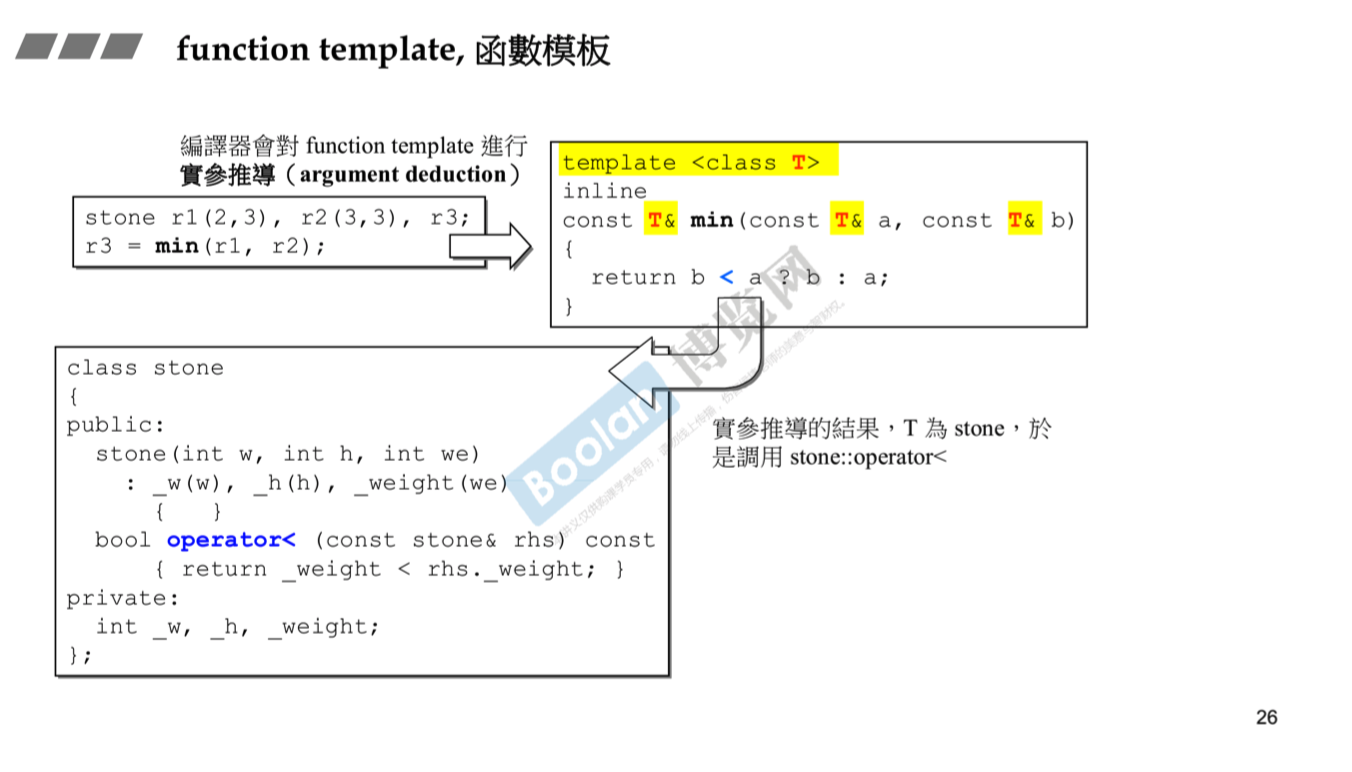 function template, 函數模板
編譯器會對 function template 進行
實參推導（argument deduction）
stone r1(2,3), r2(3,3), r3;
r3 = min(r1, r2);
template <class T>
inline
const T& min(const T& a, const T& b)
{
return b < a ? b : a;
}
class stone
{
public:
stone(int w, int h, int we)
: _w(w), _h(h), _weight(we)
{ }
bool operator< (const stone& rhs) const
{ return _weight < rhs._weight; }
private:
int _w, _h, _weight;
};
實參推導的結果，T 為 stone，於
是調用 stone::operator<
Boolan 博览网
26